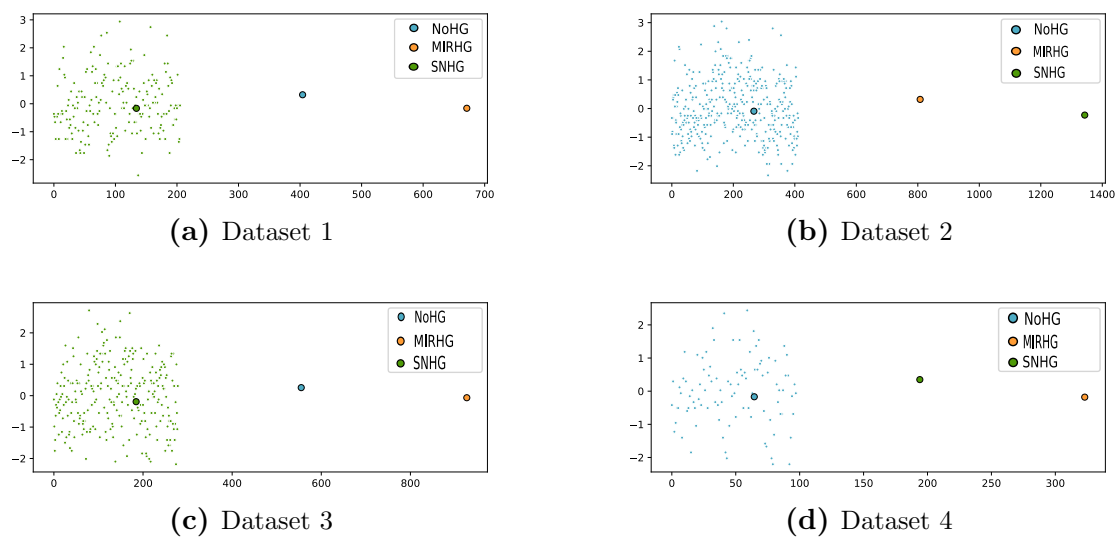 3
2
1
0
−1
−2
0 100 200 300 400 500 600 700
NoHG
MIRHG
SNHG
(a) Dataset 1
3
2
1
0
−1
−2
0 200 400 600 800 1000 1200 1400
NoHG
MIRHG
SNHG
(b) Dataset 2
2
1
0
−1
−2
0 200 400 600 800
NoHG
MIRHG
SNHG
(c) Dataset 3
2
1
0
−1
−2
0 50 100 150 200 250 300
NoHG
MIRHG
SNHG
(d) Dataset 4